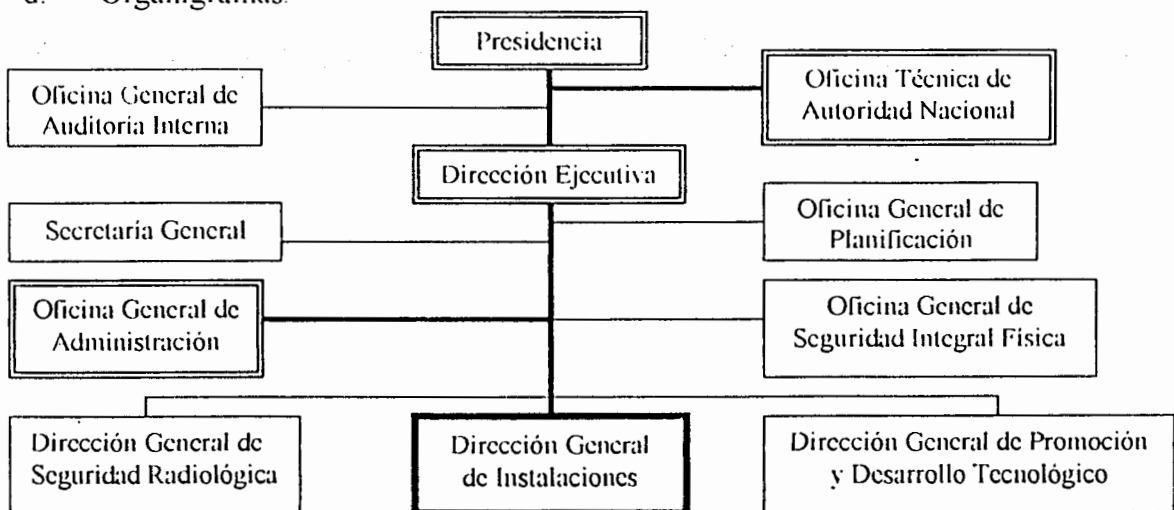 d. Organigramas.
Presidencia
Oficina General de
Auditoría Interna
Oficina Técnica de
Autoridad Nacional
Dirección Ejecutiva
Secretaría General
Oficina General de
Planificación
Oficina General de
Administración
Oficina General de
Seguridad Integral Física
Dirección General de
Seguridad Radiológica
Dirección General
de Instalaciones
Dirección General de Promoción
y Desarrollo Tecnológico